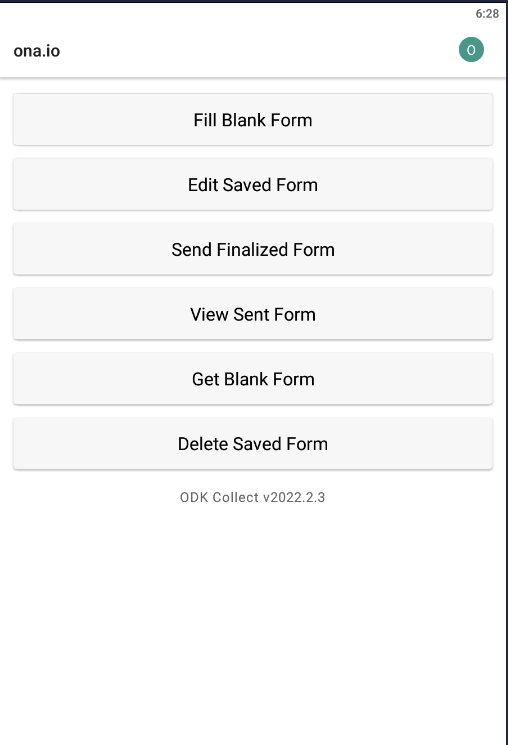 6:28
ona.io
O
Fill Blank Form
Edit Saved Form
Send Finalized Form
View Sent Form
Get Blank Form
Delete Saved Form
ODK Collect v2022.2.3